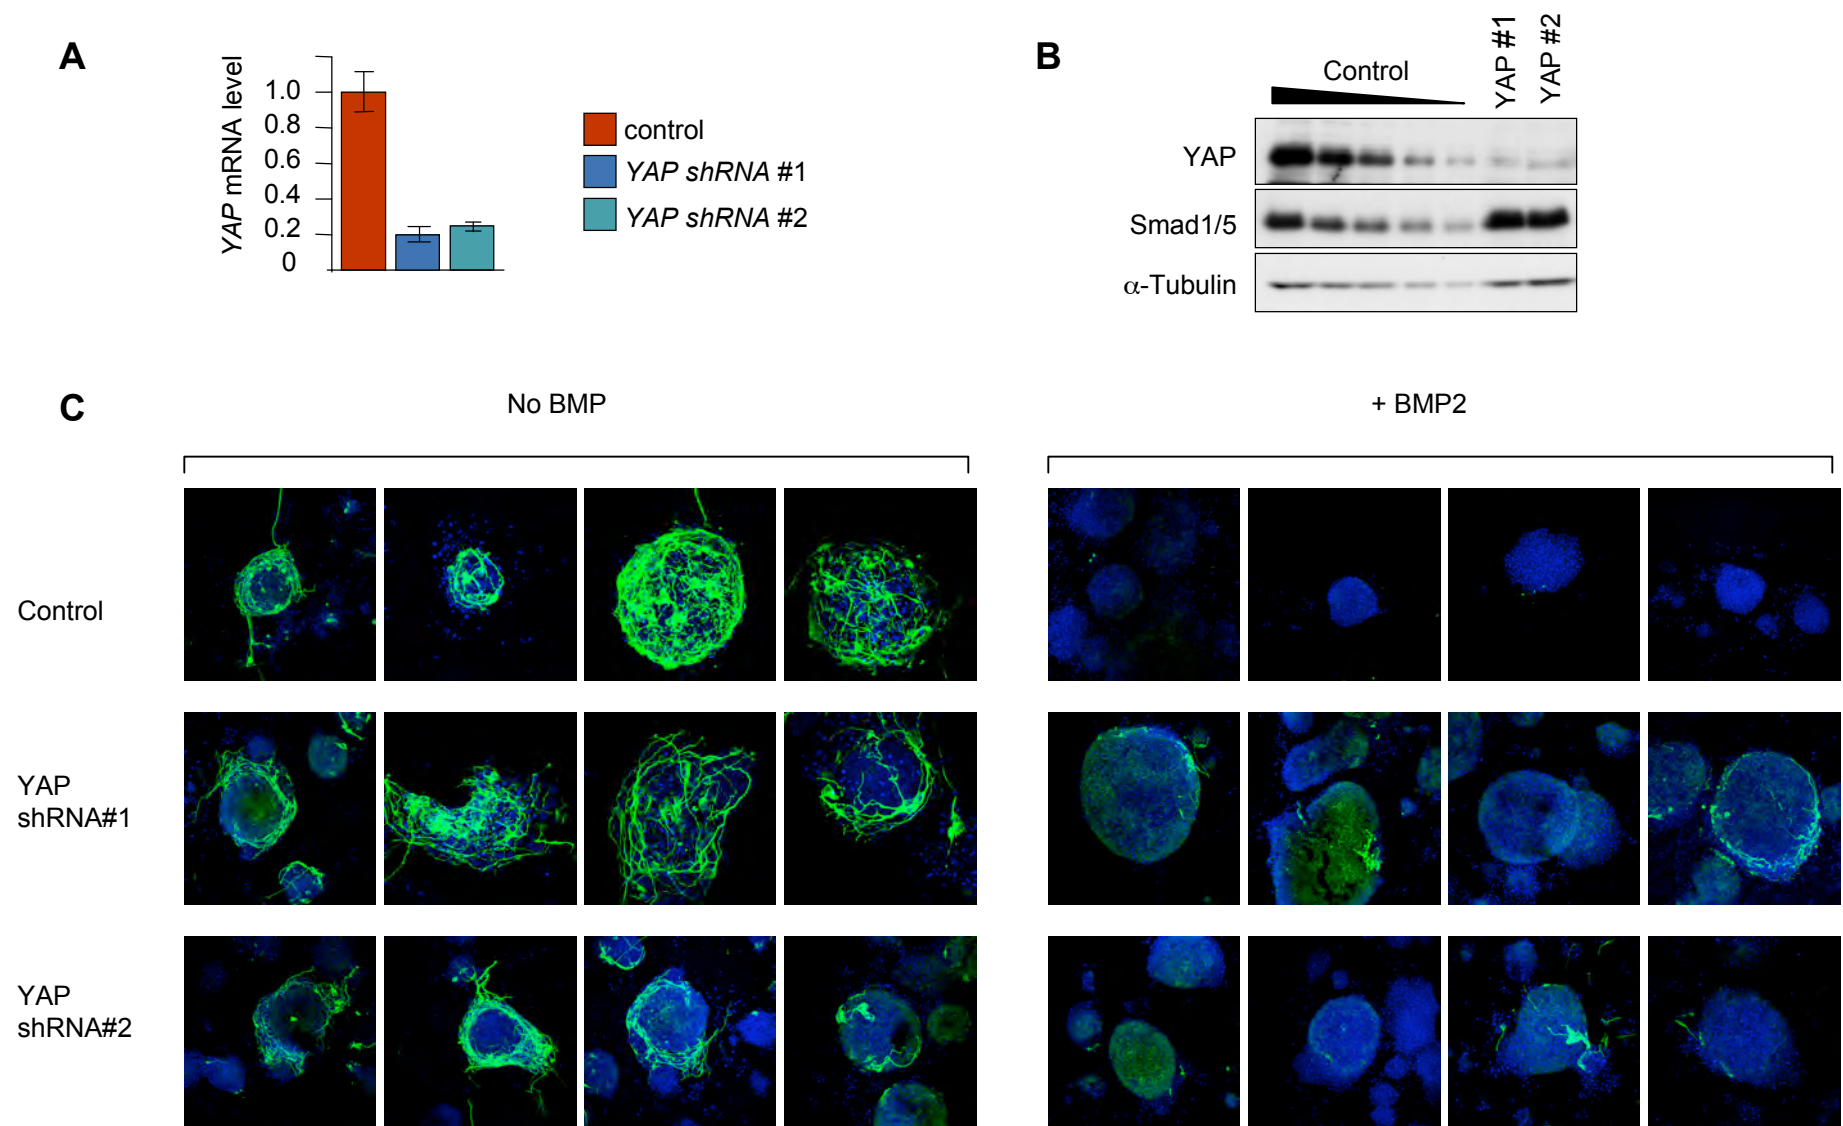 A
YAP mRNA level
1.0
0.8
0.6
0.4
0.2
0
control
YAP shRNA #1
YAP shRNA #2
B
Control
YAP #1
YAP #2
YAP
Smad1/5
α-Tubulin
C
No BMP
+ BMP2
Control
YAP
shRNA#1
YAP
shRNA#2